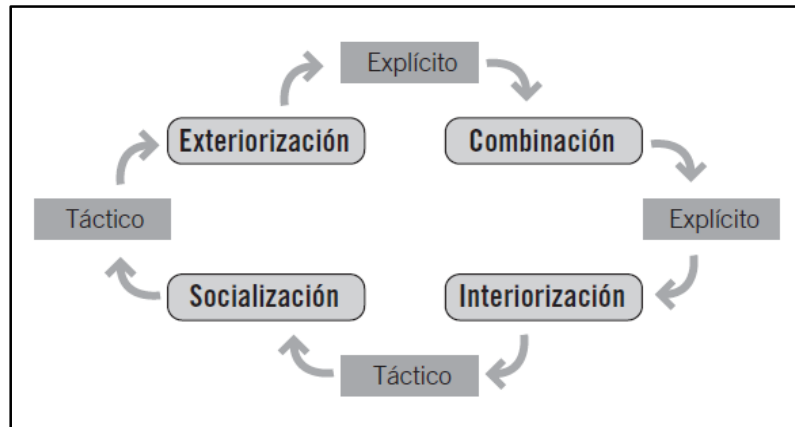 Explícito
Exteriorización
Combinación
Táctico
Explícito
Socialización
Interiorización
Táctico